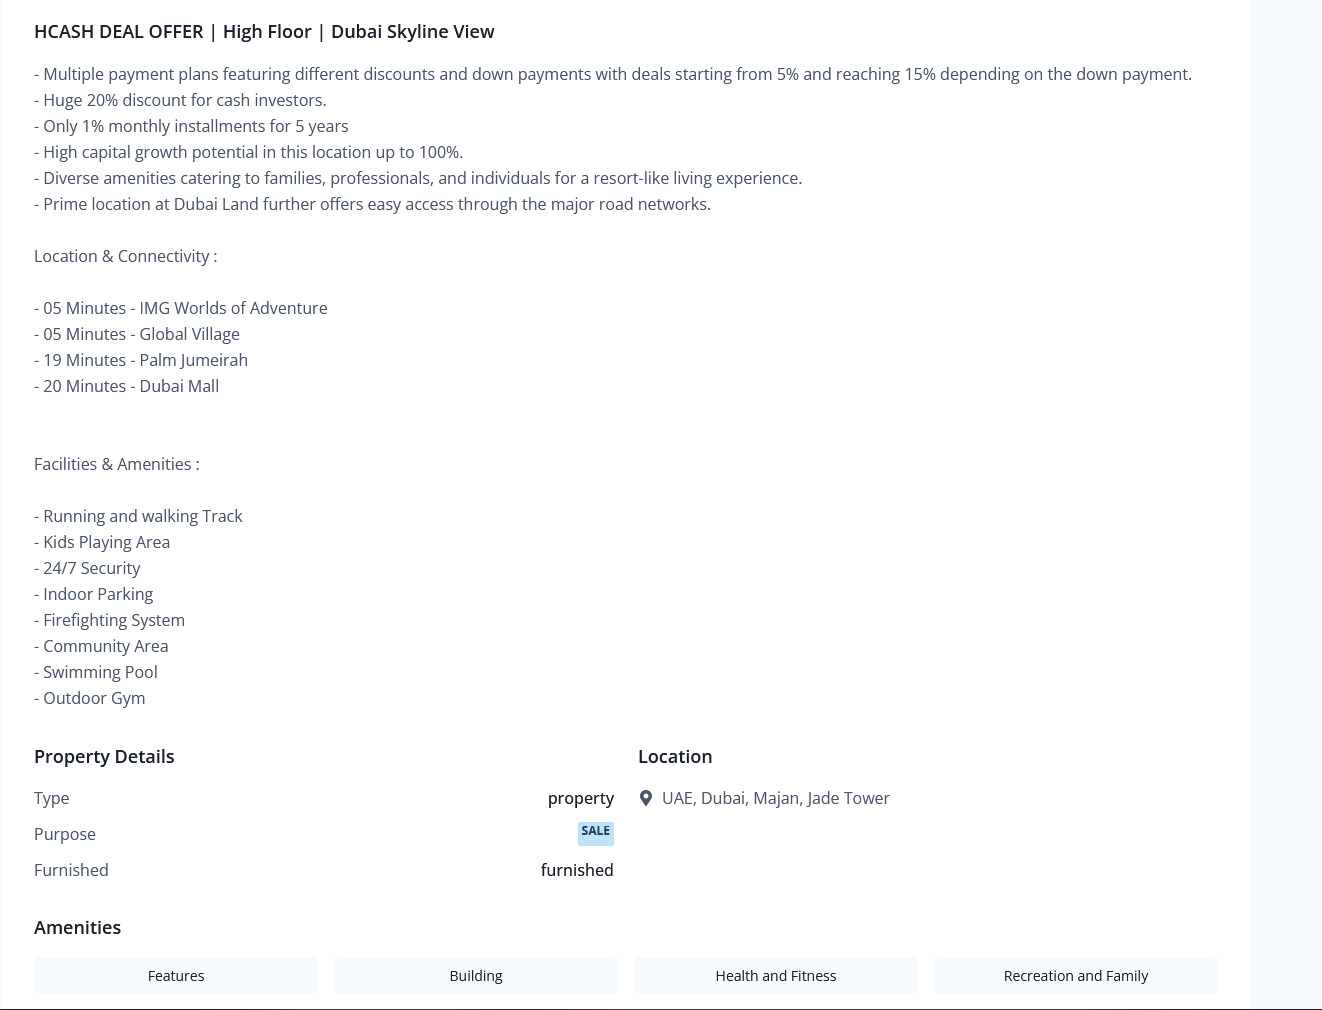 HCASH DEAL OFFER | High Floor | Dubai Skyline View
- Multiple payment plans featuring different discounts and down payments with deals starting from 5% and reaching 15% depending on the down payment.
- Huge 20% discount for cash investors.
- Only 1% monthly installments for 5 years
- High capital growth potential in this location up to 100%.
- Diverse amenities catering to families, professionals, and individuals for a resort-like living experience.
- Prime location at Dubai Land further offers easy access through the major road networks.
Location & Connectivity :
- 05 Minutes - IMG Worlds of Adventure
- 05 Minutes - Global Village
- 19 Minutes - Palm Jumeirah
- 20 Minutes - Dubai Mall
Facilities & Amenities :
- Running and walking Track
- Kids Playing Area
- 24/7 Security
- Indoor Parking
- Firefighting System
- Community Area
- Swimming Pool
- Outdoor Gym
Property Details
Type property
Purpose SALE
Furnished furnished
Location
UAE, Dubai, Majan, Jade Tower
Amenities
Features Building Health and Fitness Recreation and Family